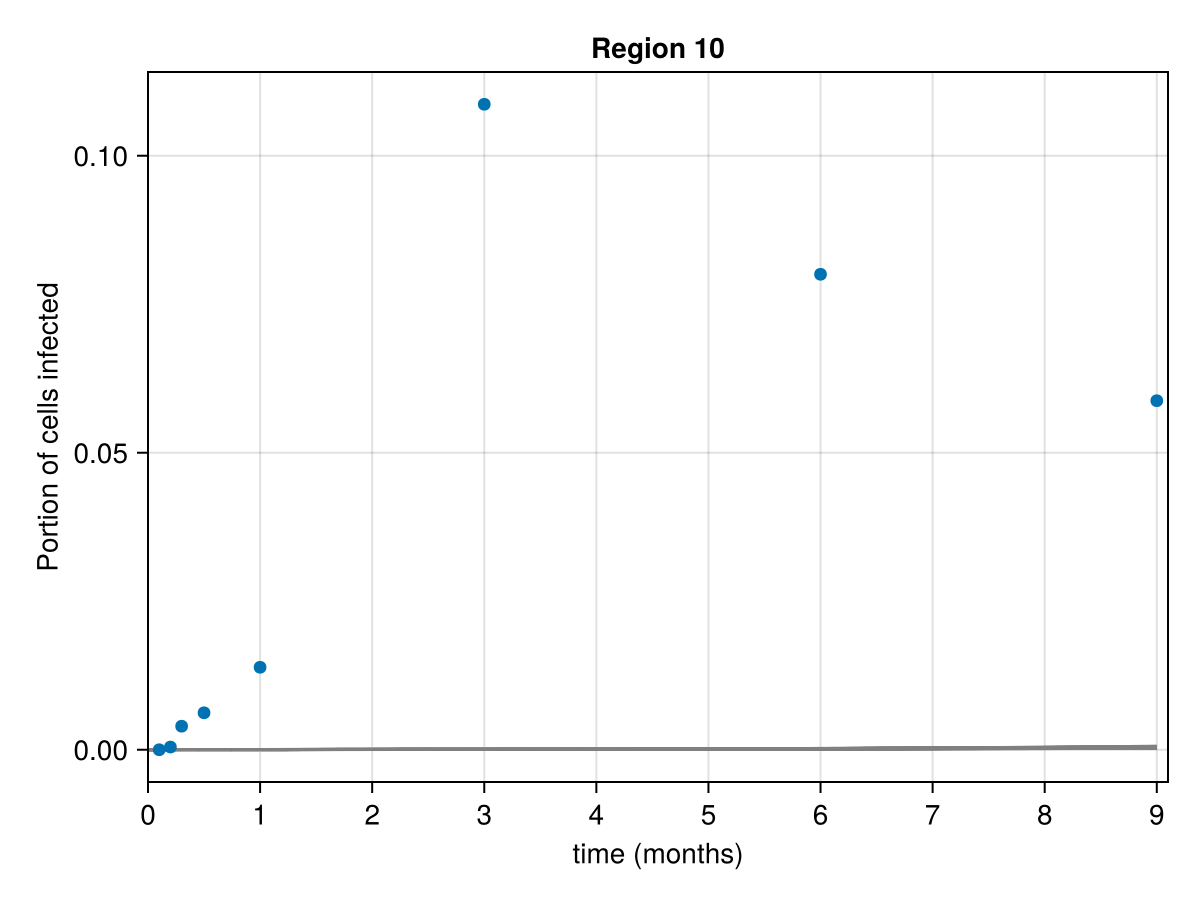 Region 10
Portion of cells infected
0.10
0.05
0.00
0 1 2 3 4 5 6 7 8 9
time (months)